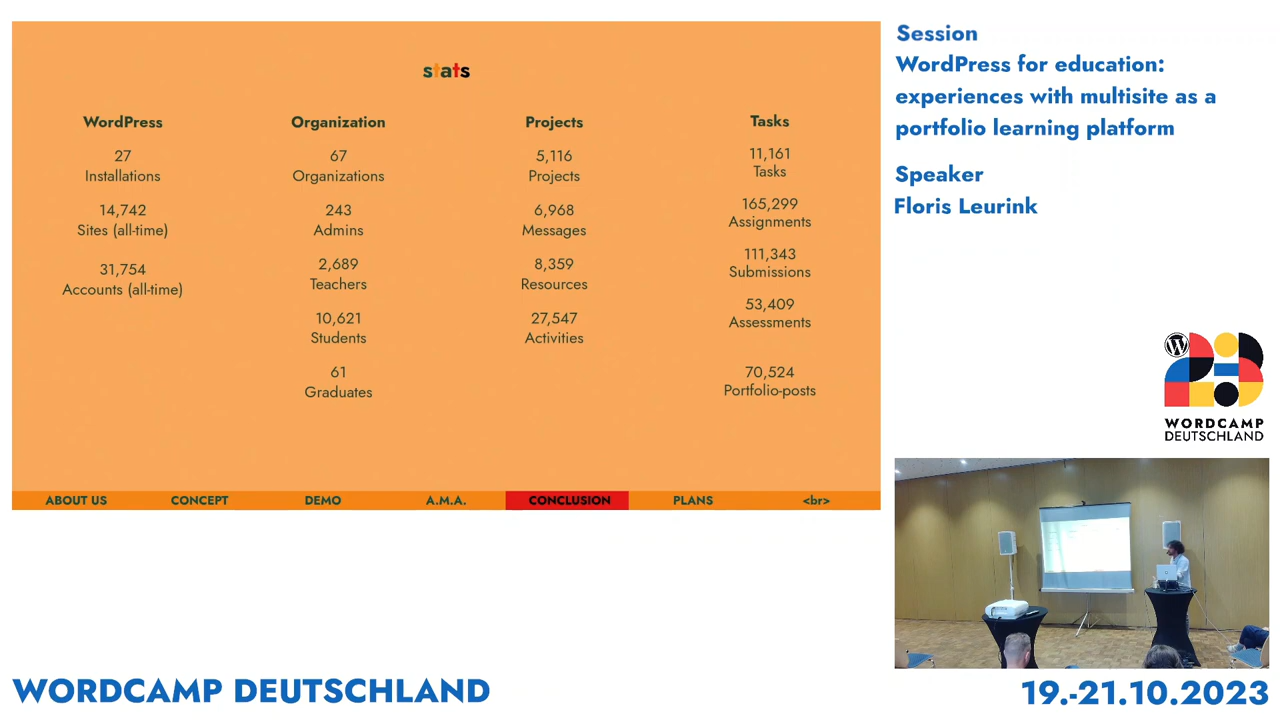 stats
WordPress
27
Installations
14,742
Sites (all-time)
31,754
Accounts (all-time)
Organization
67
Organizations
243
Admins
2,689
Teachers
10,621
Students
61
Graduates
Projects
5,116
Projects
6,968
Messages
8,359
Resources
27,547
Activities
Tasks
11,161
Tasks
165,299
Assignments
111,343
Submissions
53,409
Assessments
70,524
Portfolio-posts
ABOUT US
CONCEPT
DEMO
A.M.A.
CONCLUSION
PLANS
<br>
Session
WordPress for education:
experiences with multisite as a
portfolio learning platform
Speaker
Floris Leurink
WORDCAMP
DEUTSCHLAND
WORDCAMP DEUTSCHLAND
19.-21.10.2023